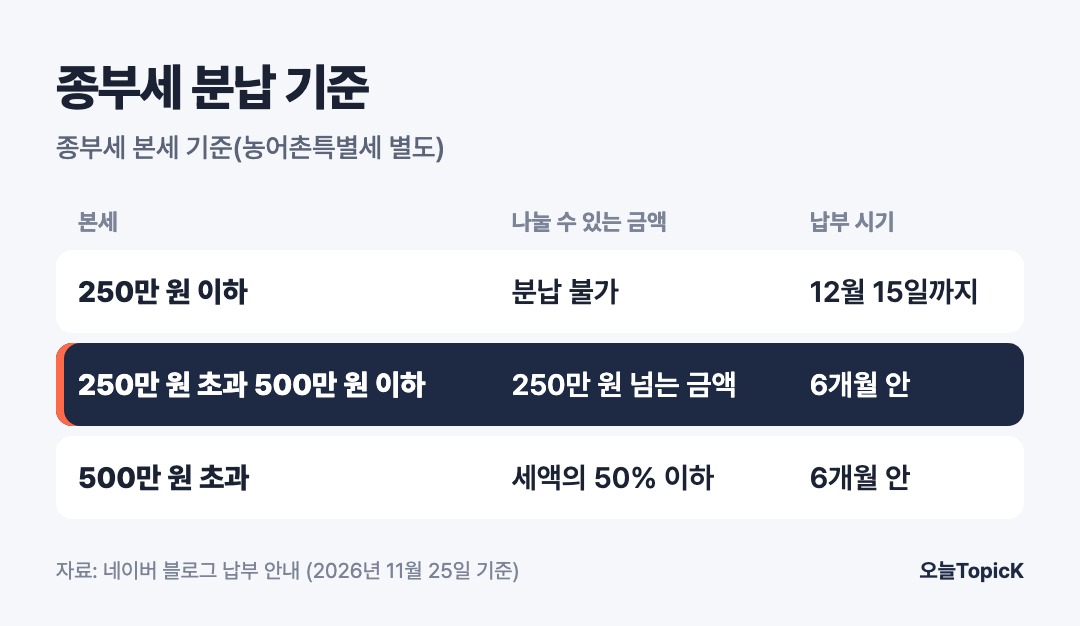 종부세 분납 기준
종부세 본세 기준(농어촌특별세 별도)
본세 나눌 수 있는 금액 납부 시기
250만 원 이하 분납 불가 12월 15일까지
250만 원 초과 500만 원 이하 250만 원 넘는 금액 6개월 안
500만 원 초과 세액의 50% 이하 6개월 안
자료: 네이버 블로그 납부 안내 (2026년 11월 25일 기준) 오늘TopicK